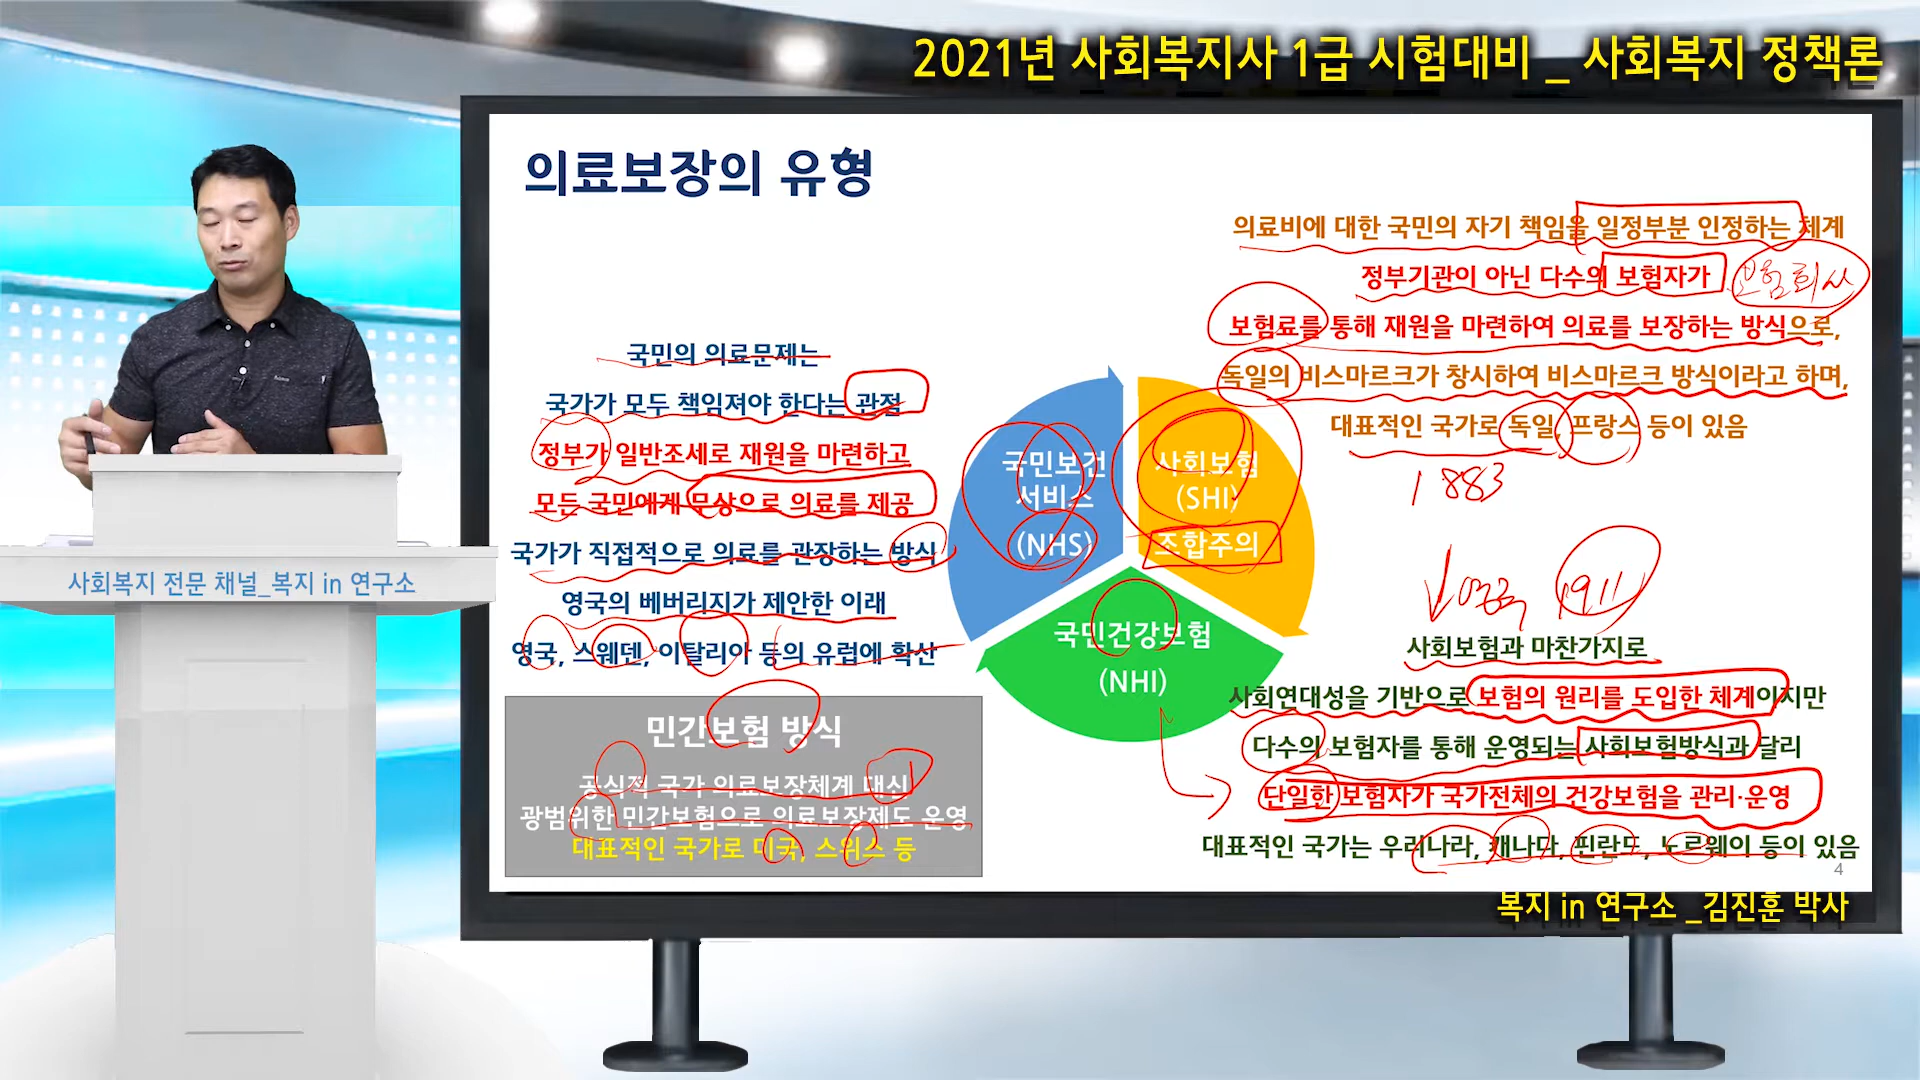 2021년 사회복지사 1급 시험대비 _ 사회복지 정책론
의료보장의 유형
의료비에 대한 국민의 자기 책임을 일정부분 인정하는 체계
정부기관이 아닌 다수의 보험자가 보험회사
보험료를 통해 재원을 마련하여 의료를 보장하는 방식으로,
독일의 비스마르크가 창시하여 비스마르크 방식이라고 하며,
대표적인 국가로 독일, 프랑스 등이 있음
1883
국민의 의료문제는
국가가 모두 책임져야 한다는 관점
정부가 일반조세로 재원을 마련하고
모든 국민에게 무상으로 의료를 제공
국가가 직접적으로 의료를 관장하는 방식
영국의 베버리지가 제안한 이래
영국, 스웨덴, 이탈리아 등의 유럽에 확산
국민보건
서비스
(NHS)
사회보험
(SHI)
조합주의
국민건강보험
(NHI)
1911
사회보험과 마찬가지로
사회연대성을 기반으로 보험의 원리를 도입한 체계이지만
다수의 보험자를 통해 운영되는 사회보험방식과 달리
단일한 보험자가 국가전체의 건강보험을 관리·운영
대표적인 국가는 우리나라, 캐나다, 핀란드, 노르웨이 등이 있음
민간보험 방식
공식적 국가 의료보장체계 대신
광범위한 민간보험으로 의료보장제도 운영
대표적인 국가로 미국, 스위스 등
4
복지 in 연구소 _김진훈 박사
사회복지 전문 채널_복지 in 연구소